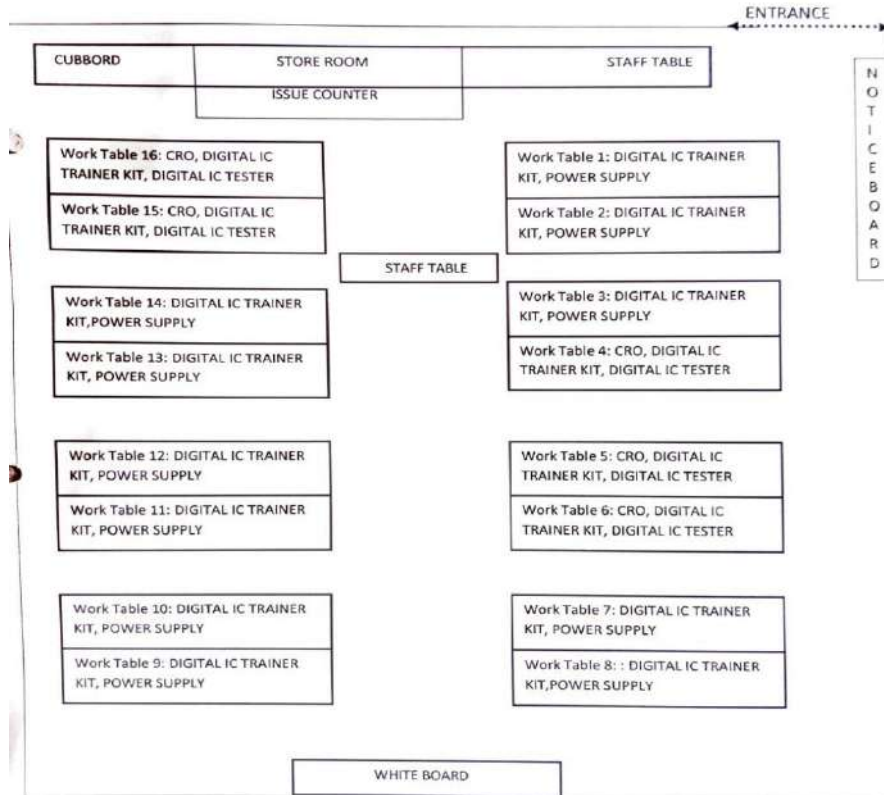 ENTRANCE
CUBBORD
STORE ROOM
STAFF TABLE
ISSUE COUNTER
NOTICEBOARD
Work Table 16: CRO, DIGITAL IC
TRAINER KIT, DIGITAL IC TESTER
Work Table 15: CRO, DIGITAL IC
TRAINER KIT, DIGITAL IC TESTER
Work Table 1: DIGITAL IC TRAINER
KIT, POWER SUPPLY
Work Table 2: DIGITAL IC TRAINER
KIT, POWER SUPPLY
STAFF TABLE
Work Table 14: DIGITAL IC TRAINER
KIT,POWER SUPPLY
Work Table 13: DIGITAL IC TRAINER
KIT, POWER SUPPLY
Work Table 3: DIGITAL IC TRAINER
KIT, POWER SUPPLY
Work Table 4: CRO, DIGITAL IC
TRAINER KIT, DIGITAL IC TESTER
Work Table 12: DIGITAL IC TRAINER
KIT, POWER SUPPLY
Work Table 11: DIGITAL IC TRAINER
KIT, POWER SUPPLY
Work Table 5: CRO, DIGITAL IC
TRAINER KIT, DIGITAL IC TESTER
Work Table 6: CRO, DIGITAL IC
TRAINER KIT, DIGITAL IC TESTER
Work Table 10: DIGITAL IC TRAINER
KIT, POWER SUPPLY
Work Table 9: DIGITAL IC TRAINER
KIT, POWER SUPPLY
Work Table 7: DIGITAL IC TRAINER
KIT, POWER SUPPLY
Work Table 8: : DIGITAL IC TRAINER
KIT,POWER SUPPLY
WHITE BOARD